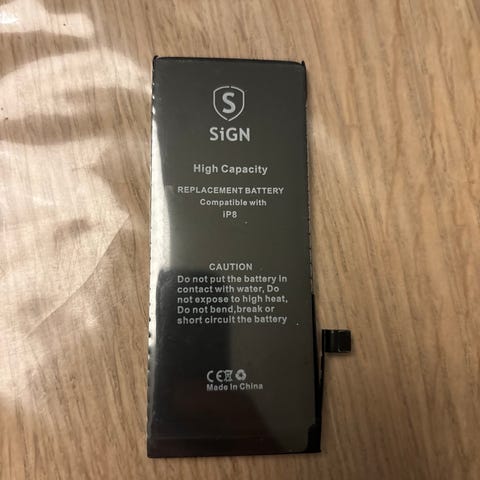 S
SiGN
High Capacity
REPLACEMENT BATTERY
Compatible with
iP8
CAUTION
Do not put the battery in
contact with water, Do
not expose to high heat,
Do not bend,break or
short circuit the battery
CE
Made in China